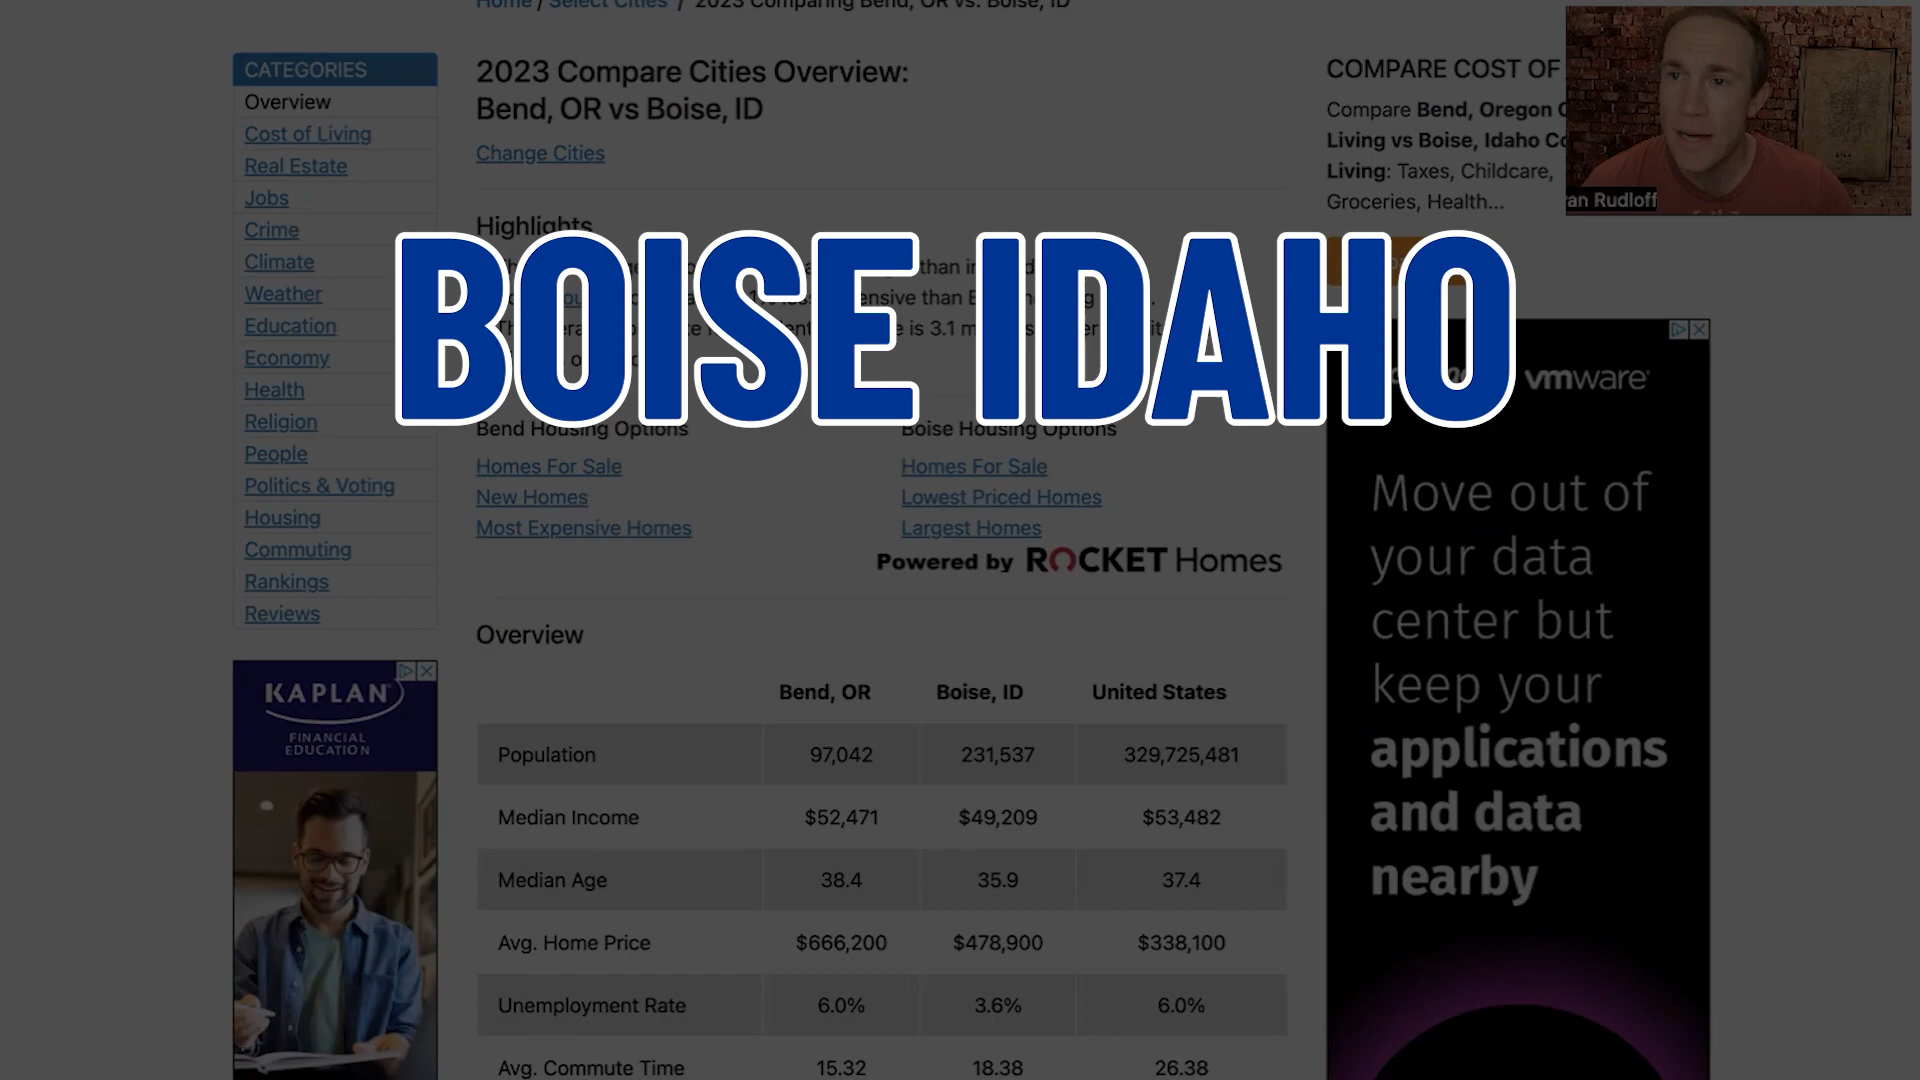 Home / Select Cities / 2023 Comparing Bend, OR vs. Boise, ID
CATEGORIES
Overview
Cost of Living
Real Estate
Jobs
Crime
Climate
Weather
Education
Economy
Health
Religion
People
Politics & Voting
Housing
Commuting
Rankings
Reviews
KAPLAN
FINANCIAL
EDUCATION
2023 Compare Cities Overview:
Bend, OR vs Boise, ID
Change Cities
Highlights
than in
than
is 3.1
BOISE IDAHO
Bend Housing Options
Homes For Sale
New Homes
Most Expensive Homes
Boise Housing Options
Homes For Sale
Lowest Priced Homes
Largest Homes
Powered by ROCKET Homes
Overview
Bend, OR Boise, ID United States
Population 97,042 231,537 329,725,481
Median Income $52,471 $49,209 $53,482
Median Age 38.4 35.9 37.4
Avg. Home Price $666,200 $478,900 $338,100
Unemployment Rate 6.0% 3.6% 6.0%
Avg. Commute Time 15.32 18.38 26.38
COMPARE COST OF
Compare Bend, Oregon
Living vs Boise, Idaho
Living: Taxes, Childcare,
Groceries, Health...
Rudloff
vmware
Move out of
your data
center but
keep your
applications
and data
nearby